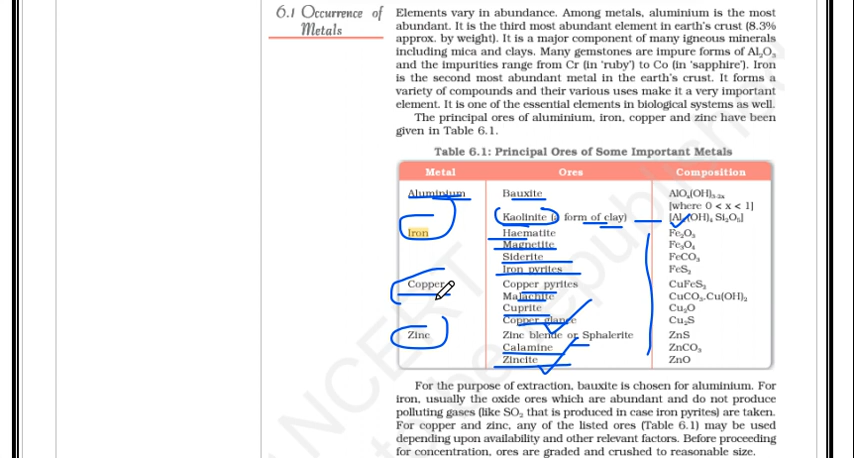 6.1 Occurrence of
Metals
Elements vary in abundance. Among metals, aluminium is the most
abundant. It is the third most abundant element in earth's crust (8.3%
approx. by weight). It is a major component of many igneous minerals
including mica and clays. Many gemstones are impure forms of Al₂O₃
and the impurities range from Cr (in 'ruby') to Co (in 'sapphire'). Iron
is the second most abundant metal in the earth's crust. It forms a
variety of compounds and their various uses make it a very important
element. It is one of the essential elements in biological systems as well.
The principal ores of aluminium, iron, copper and zinc have been
given in Table 6.1.
Table 6.1: Principal Ores of Some Important Metals
Metal Ores Composition
Aluminium Bauxite AlOₓ(OH)₃₋₂ₓ
[where 0 < x < 1]
Kaolinite (a form of clay) [Al₂(OH)₄ Si₂O₅]
Iron Haematite Fe₂O₃
Magnetite Fe₃O₄
Siderite FeCO₃
Iron pyrites FeS₂
Copper Copper pyrites CuFeS₂
Malachite CuCO₃.Cu(OH)₂
Cuprite Cu₂O
Copper glance Cu₂S
Zinc Zinc blende or Sphalerite ZnS
Calamine ZnCO₃
Zincite ZnO
For the purpose of extraction, bauxite is chosen for aluminium. For
iron, usually the oxide ores which are abundant and do not produce
polluting gases (like SO₂ that is produced in case iron pyrites) are taken.
For copper and zinc, any of the listed ores (Table 6.1) may be used
depending upon availability and other relevant factors. Before proceeding
for concentration, ores are graded and crushed to reasonable size.
NCERT